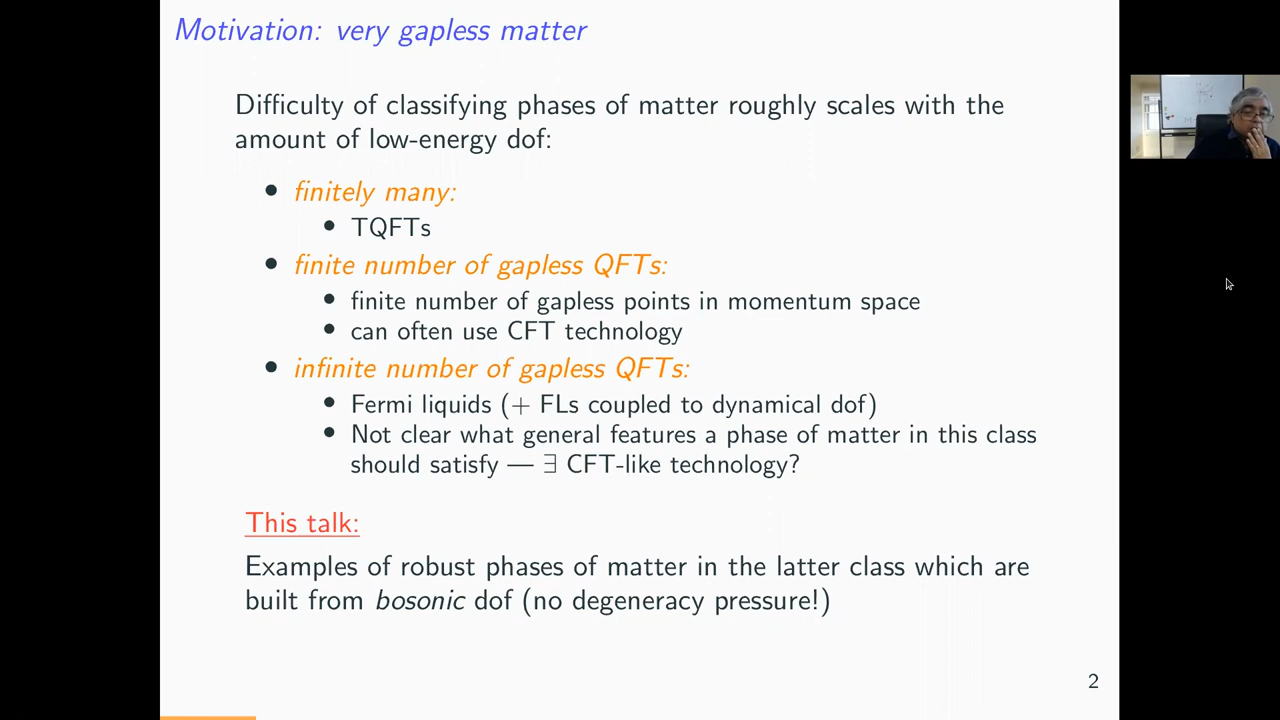 Motivation: very gapless matter
Difficulty of classifying phases of matter roughly scales with the
amount of low-energy dof:
• finitely many:
• TQFTs
• finite number of gapless QFTs:
• finite number of gapless points in momentum space
• can often use CFT technology
• infinite number of gapless QFTs:
• Fermi liquids (+ FLs coupled to dynamical dof)
• Not clear what general features a phase of matter in this class
should satisfy — ∃ CFT-like technology?
This talk:
Examples of robust phases of matter in the latter class which are
built from bosonic dof (no degeneracy pressure!)
2